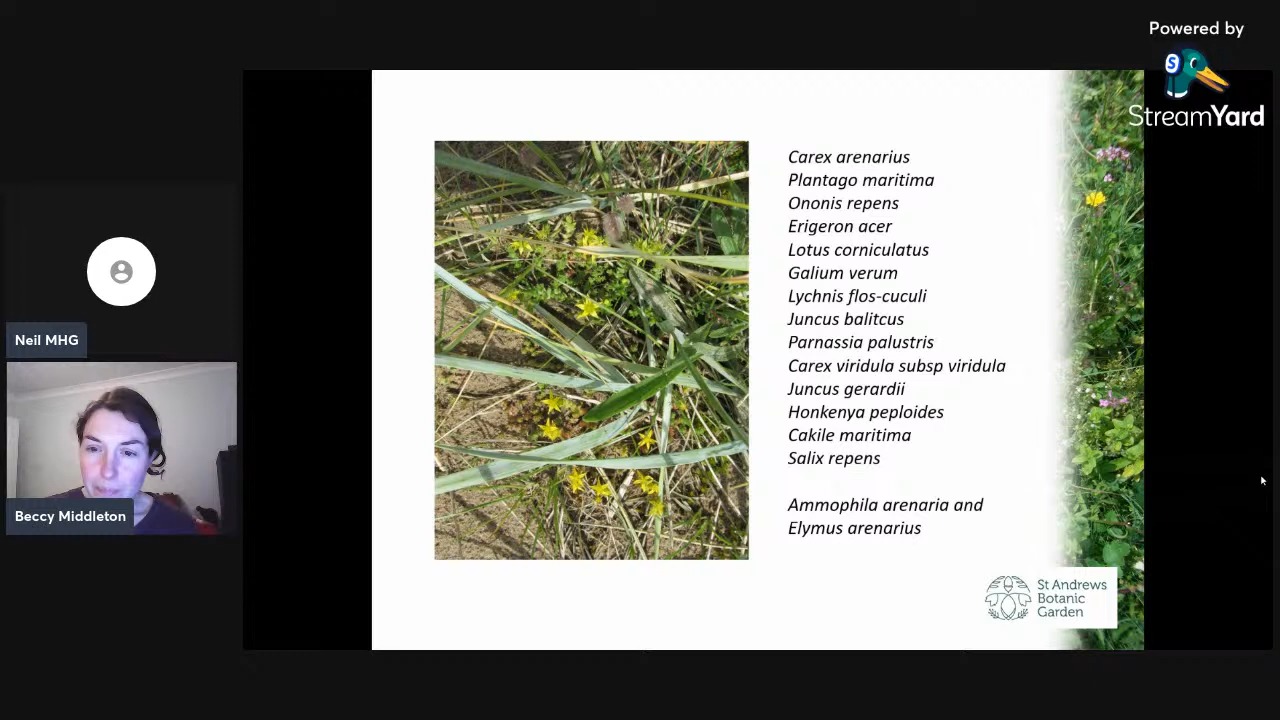 Powered by
StreamYard
Carex arenarius
Plantago maritima
Ononis repens
Erigeron acer
Lotus corniculatus
Galium verum
Lychnis flos-cuculi
Juncus balitcus
Parnassia palustris
Carex viridula subsp viridula
Juncus gerardii
Honkenya peploides
Cakile maritima
Salix repens
Ammophila arenaria and
Elymus arenarius
St Andrews
Botanic
Garden
Neil MHG
Beccy Middleton